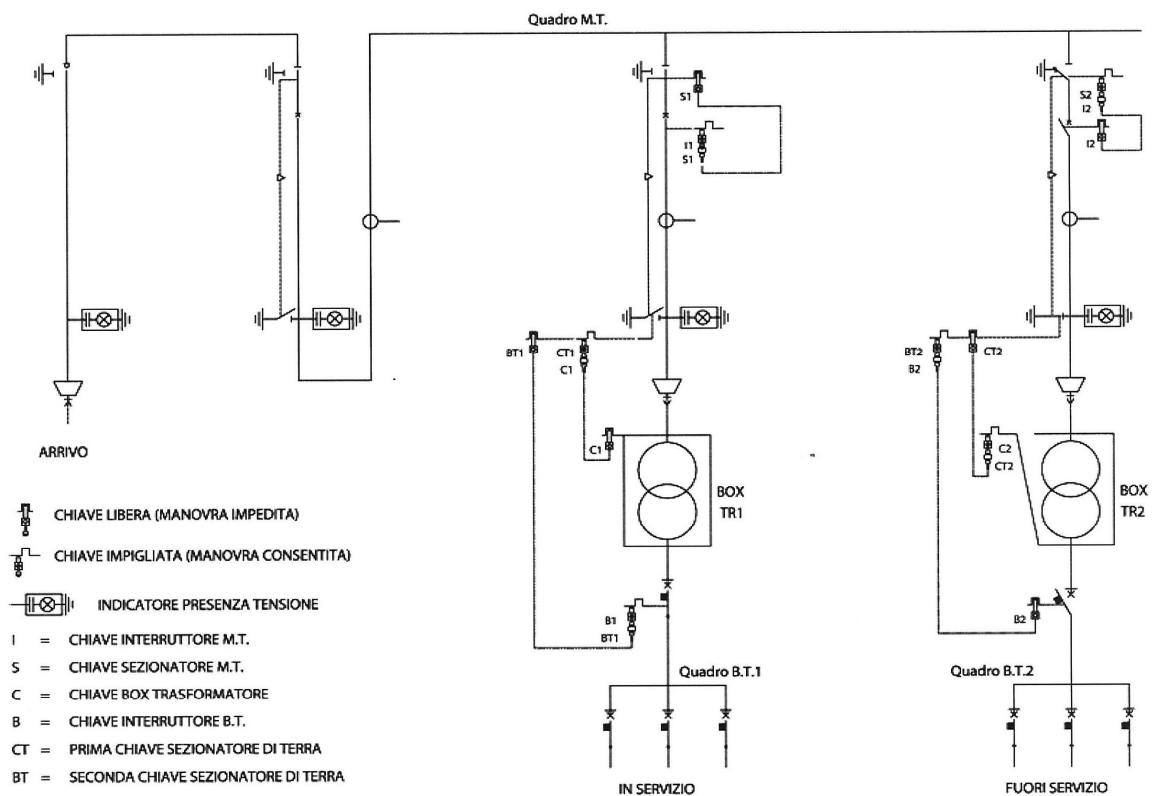 Quadro M.T.
S1
I1
S1
S2
I2
I2
BT1
CT1
C1
BT2
B2
CT2
ARRIVO
C1
BOX
TR1
C2
CT2
BOX
TR2
CHIAVE LIBERA (MANOVRA IMPEDITA)
CHIAVE IMPIGLIATA (MANOVRA CONSENTITA)
INDICATORE PRESENZA TENSIONE
I = CHIAVE INTERRUTTORE M.T.
S = CHIAVE SEZIONATORE M.T.
C = CHIAVE BOX TRASFORMATORE
B = CHIAVE INTERRUTTORE B.T.
CT = PRIMA CHIAVE SEZIONATORE DI TERRA
BT = SECONDA CHIAVE SEZIONATORE DI TERRA
B1
BT1
B2
Quadro B.T.1
Quadro B.T.2
IN SERVIZIO
FUORI SERVIZIO